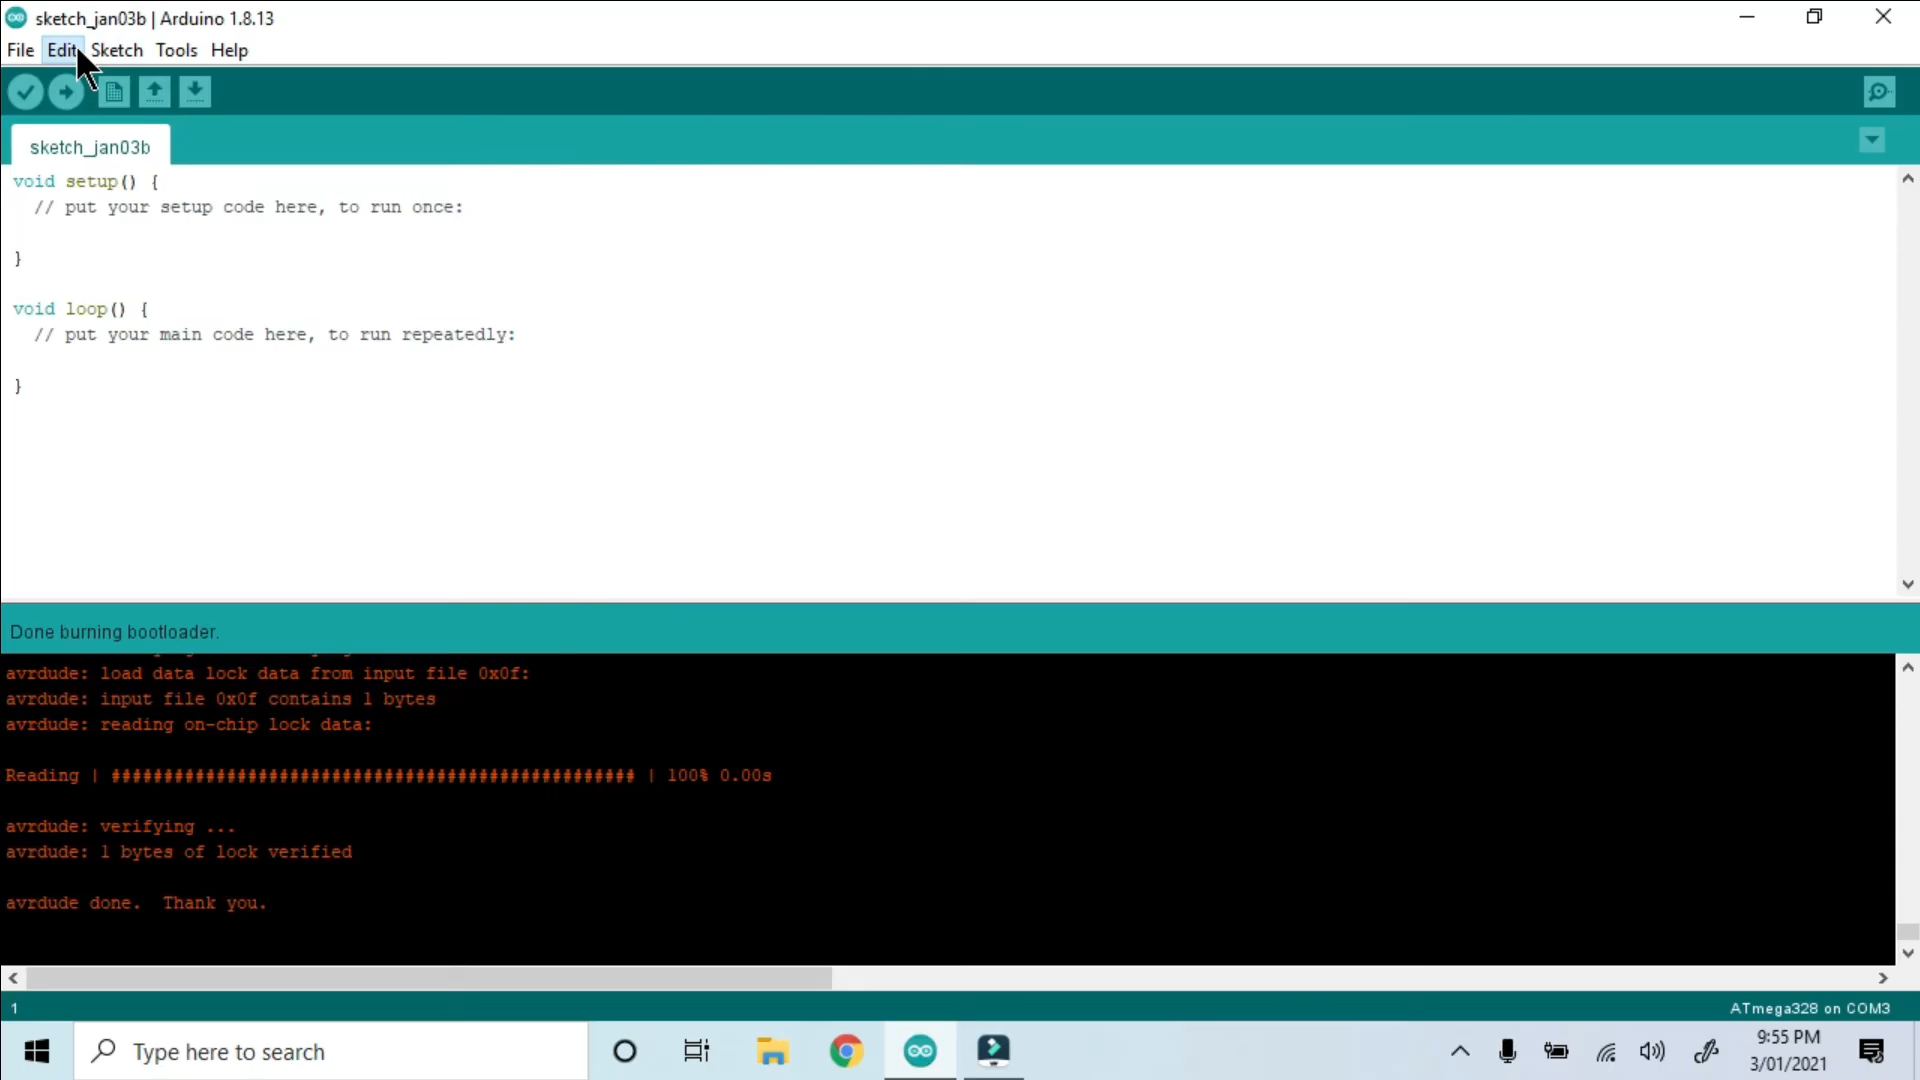 sketch_jan03b | Arduino 1.8.13
File Edit Sketch Tools Help
sketch_jan03b
void setup() {
  // put your setup code here, to run once:
}
void loop() {
  // put your main code here, to run repeatedly:
}
Done burning bootloader.
avrdude: load data lock data from input file 0x0f:
avrdude: input file 0x0f contains 1 bytes
avrdude: reading on-chip lock data:
Reading | ################################################## | 100% 0.00s
avrdude: verifying ...
avrdude: 1 bytes of lock verified
avrdude done.  Thank you.
1
ATmega328 on COM3
Type here to search
9:55 PM
3/01/2021